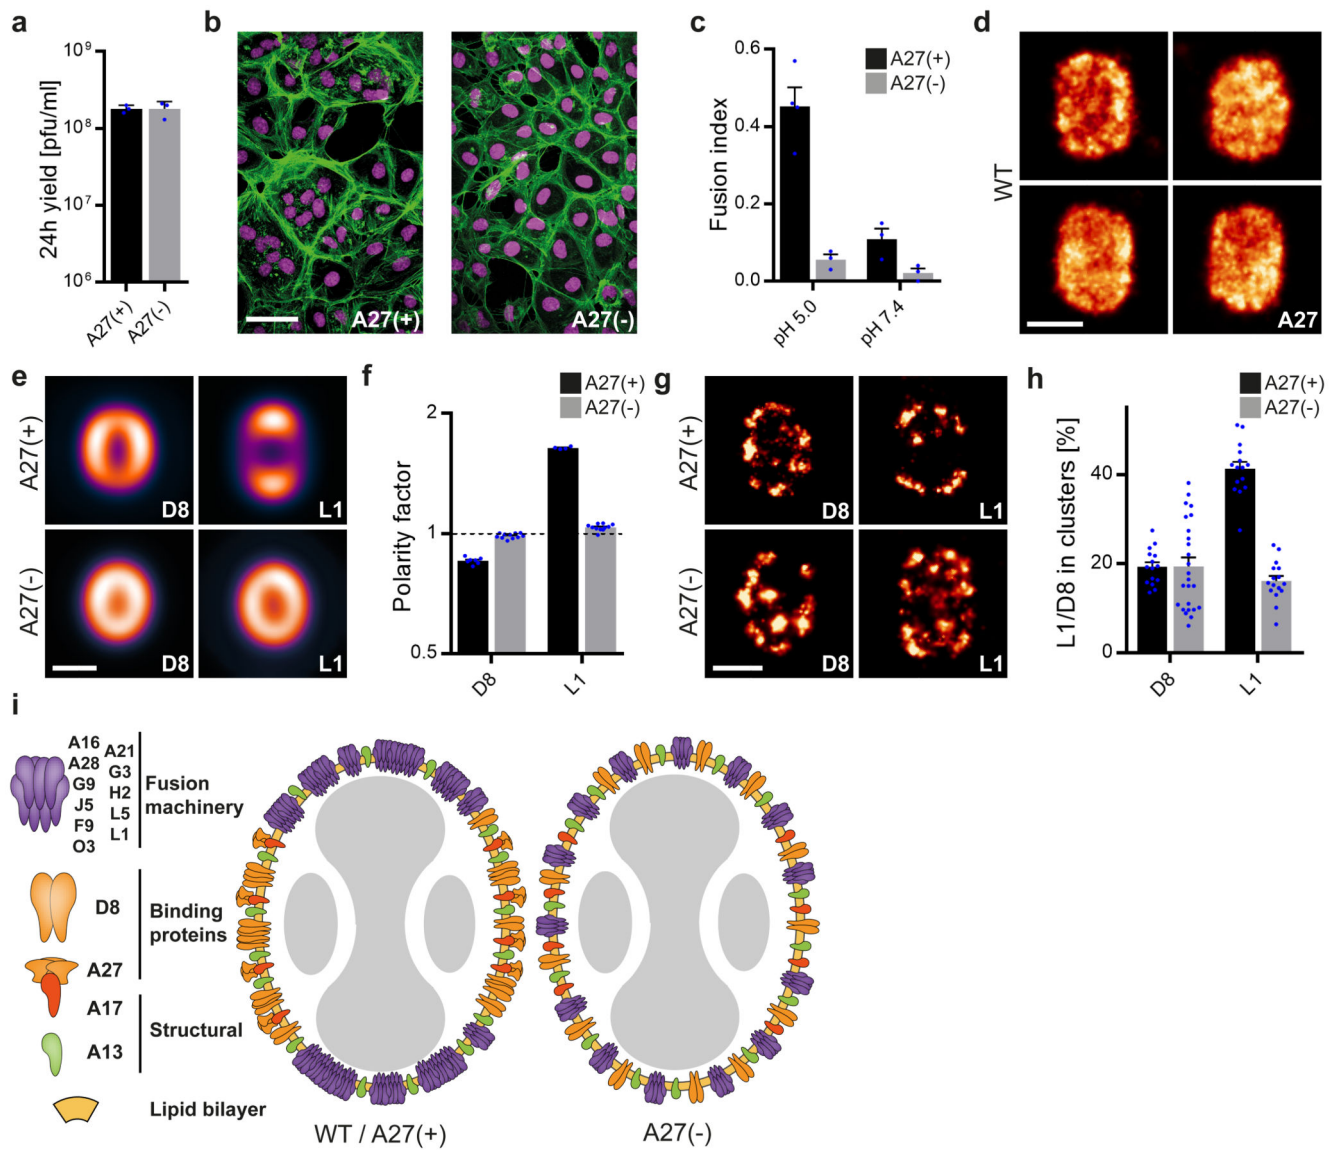 a
24h yield [pfu/ml]
10⁹
10⁸
10⁷
10⁶
A27(+)
A27(-)
b
A27(+)
A27(-)
c
Fusion index
0.6
0.4
0.2
0.0
A27(+)
A27(-)
pH 5.0
pH 7.4
d
WT
A27
e
A27(+)
D8
L1
A27(-)
D8
L1
f
Polarity factor
2
1
0.5
A27(+)
A27(-)
D8
L1
g
A27(+)
D8
L1
A27(-)
D8
L1
h
L1/D8 in clusters [%]
40
20
0
A27(+)
A27(-)
D8
L1
i
A16
A21
A28
G3
G9
H2
J5
L5
F9
L1
O3
Fusion
machinery
D8
Binding
proteins
A27
A17
Structural
A13
Lipid bilayer
WT / A27(+)
A27(-)